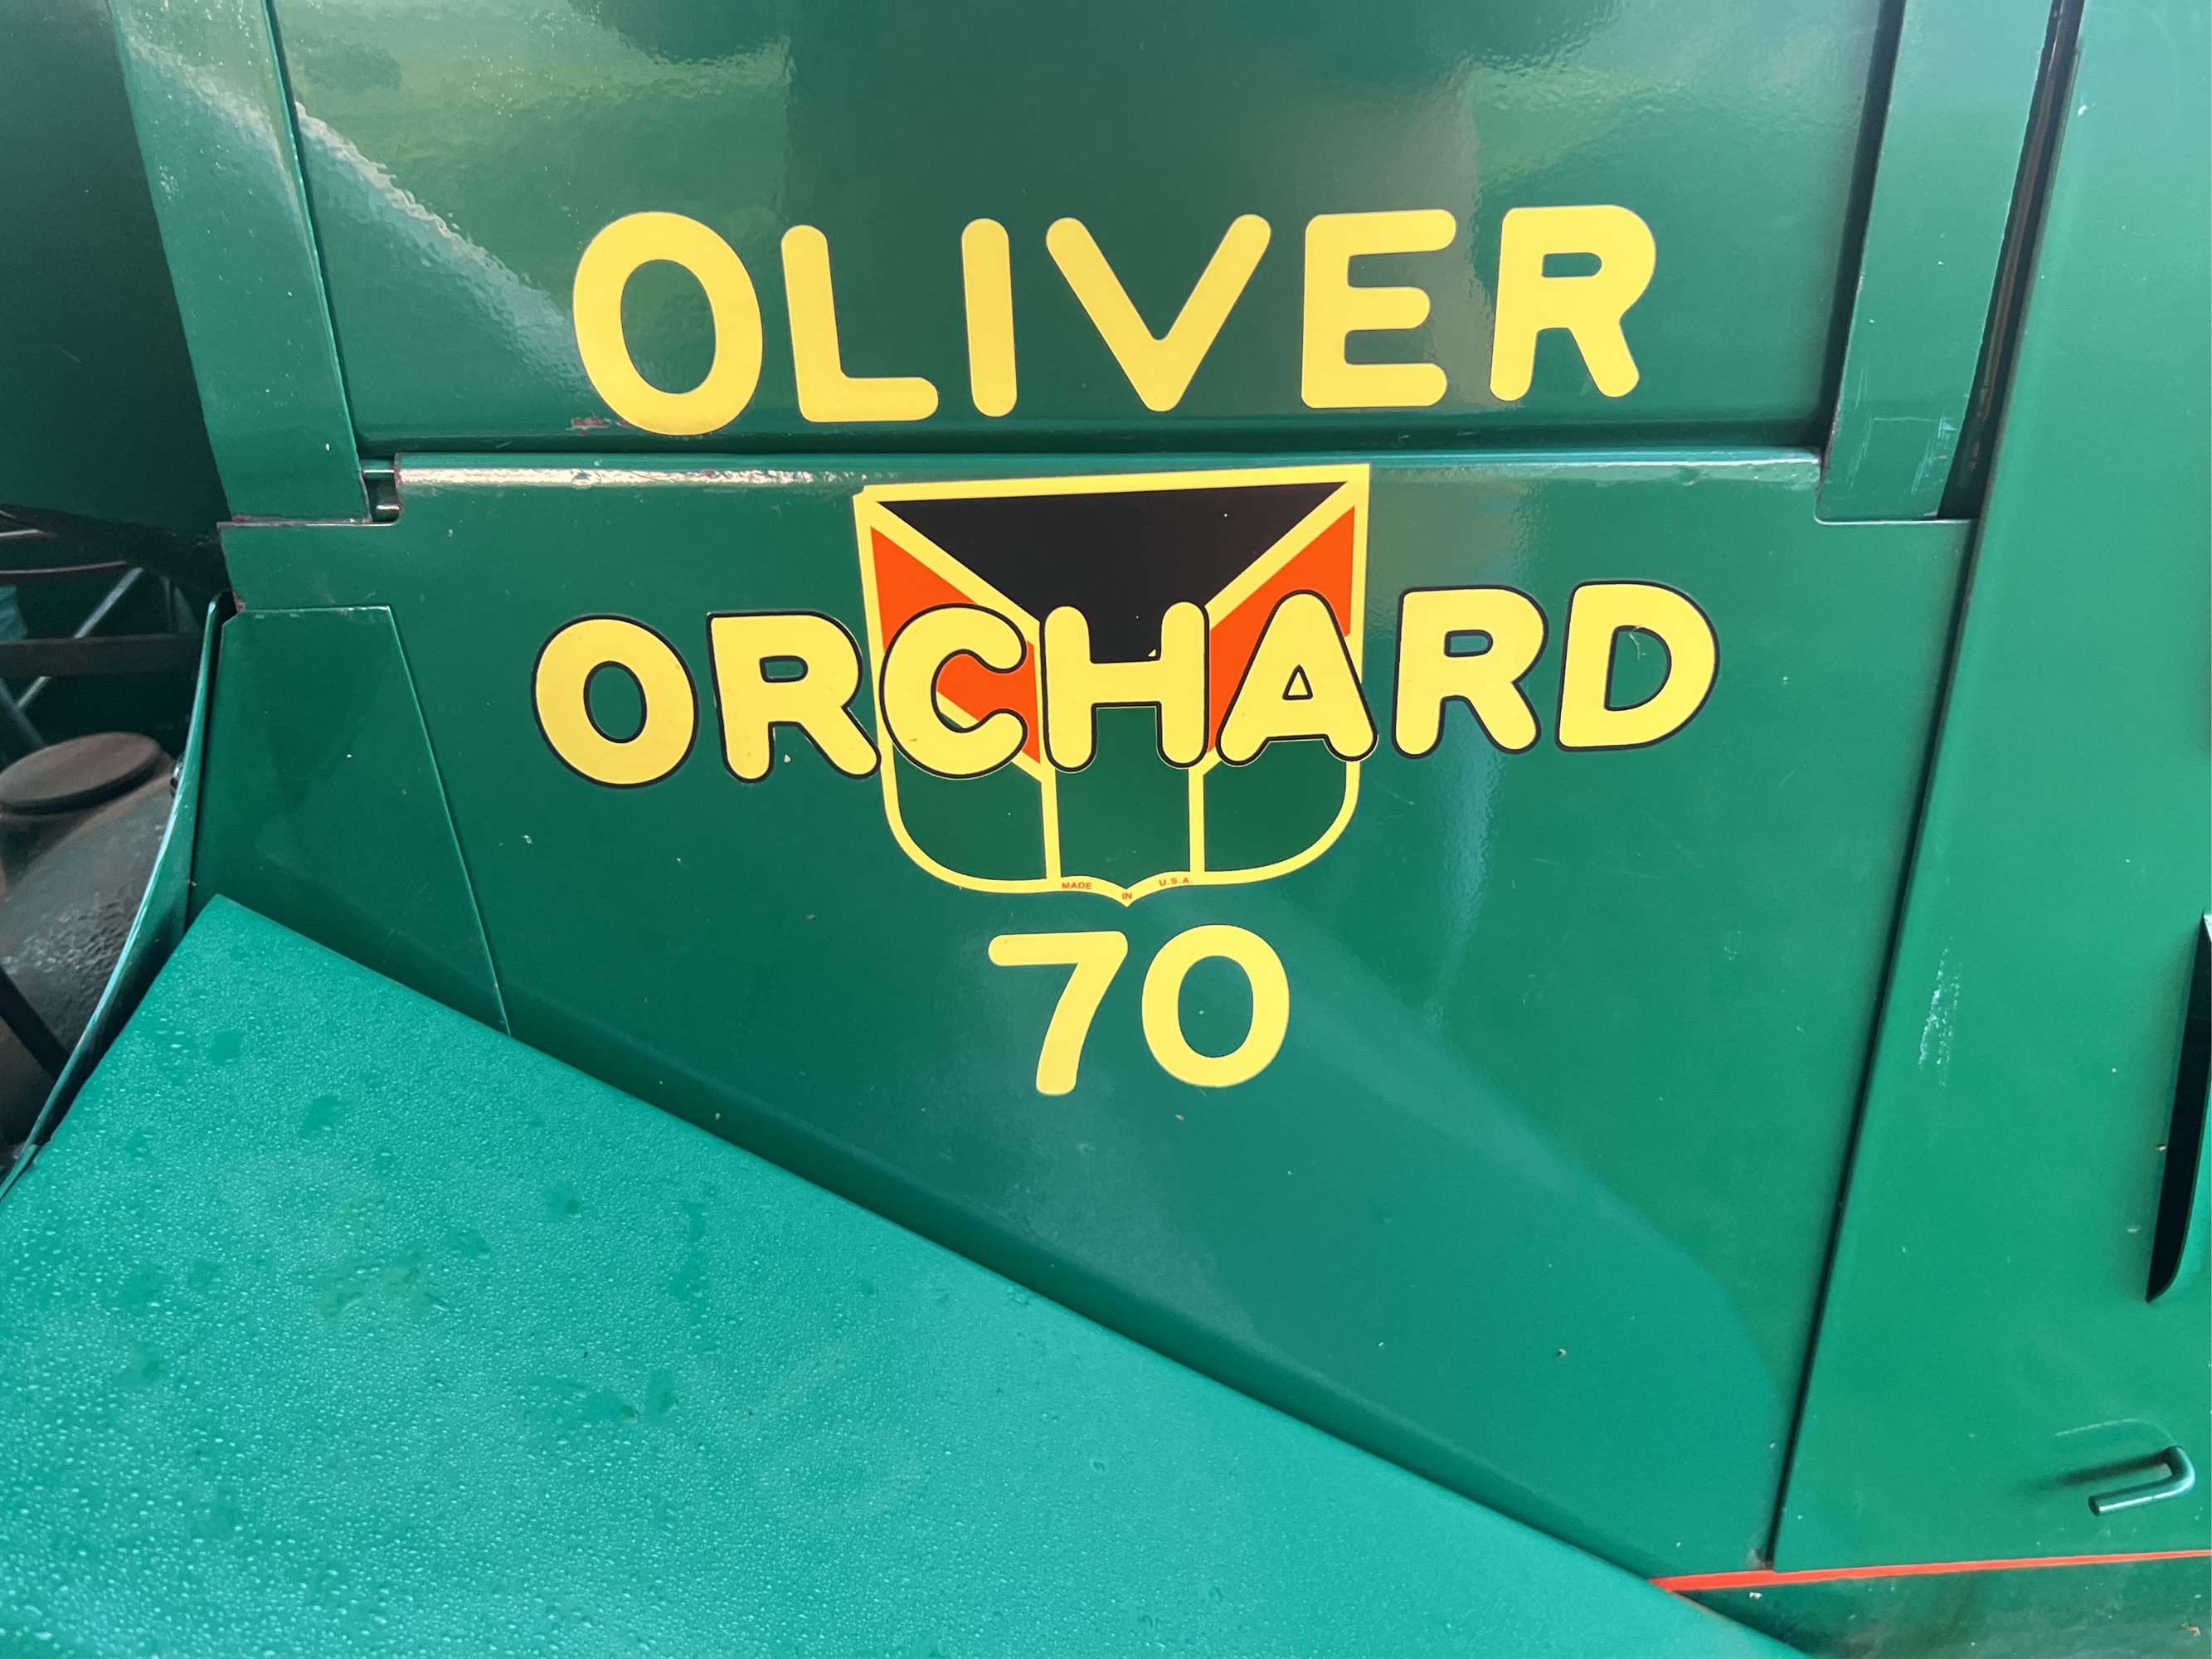 OLIVER
ORCHARD
MADE IN U.S.A.
70